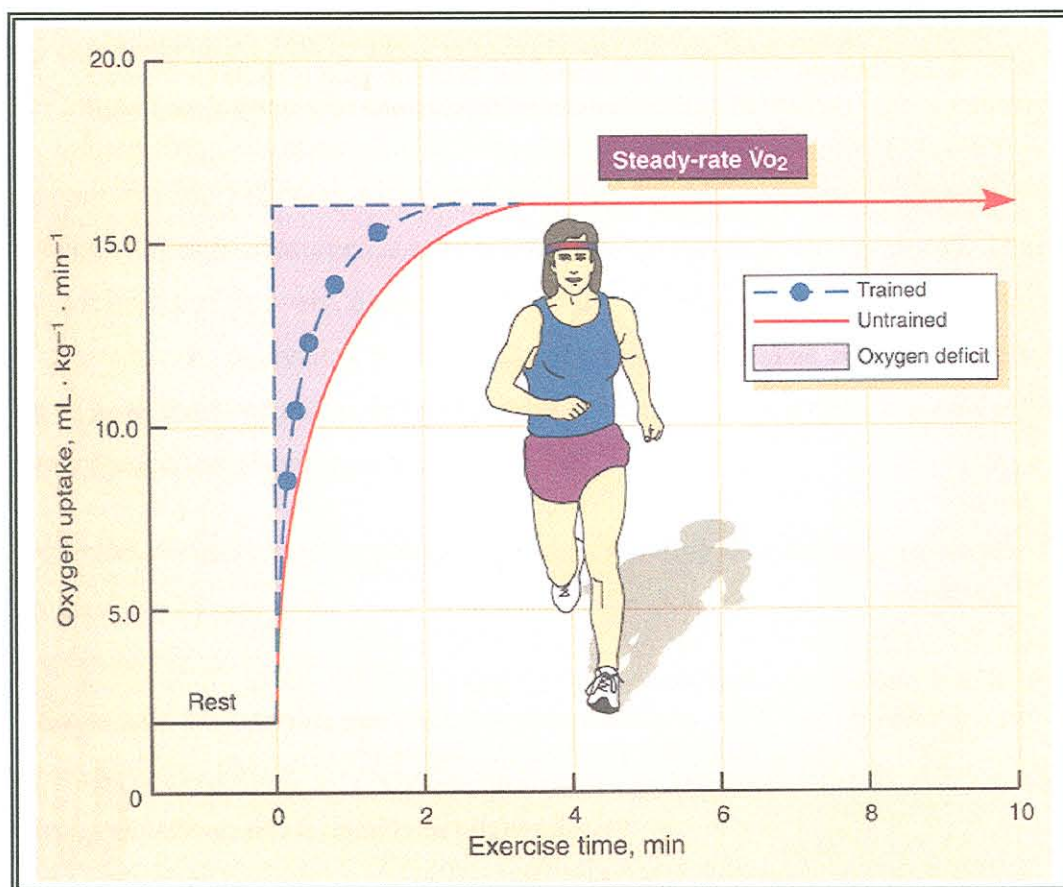 20.0
Steady-rate V̇o₂
15.0
Trained
Untrained
Oxygen deficit
10.0
Oxygen uptake, mL · kg⁻¹ · min⁻¹
5.0
Rest
0
0 2 4 6 8 10
Exercise time, min